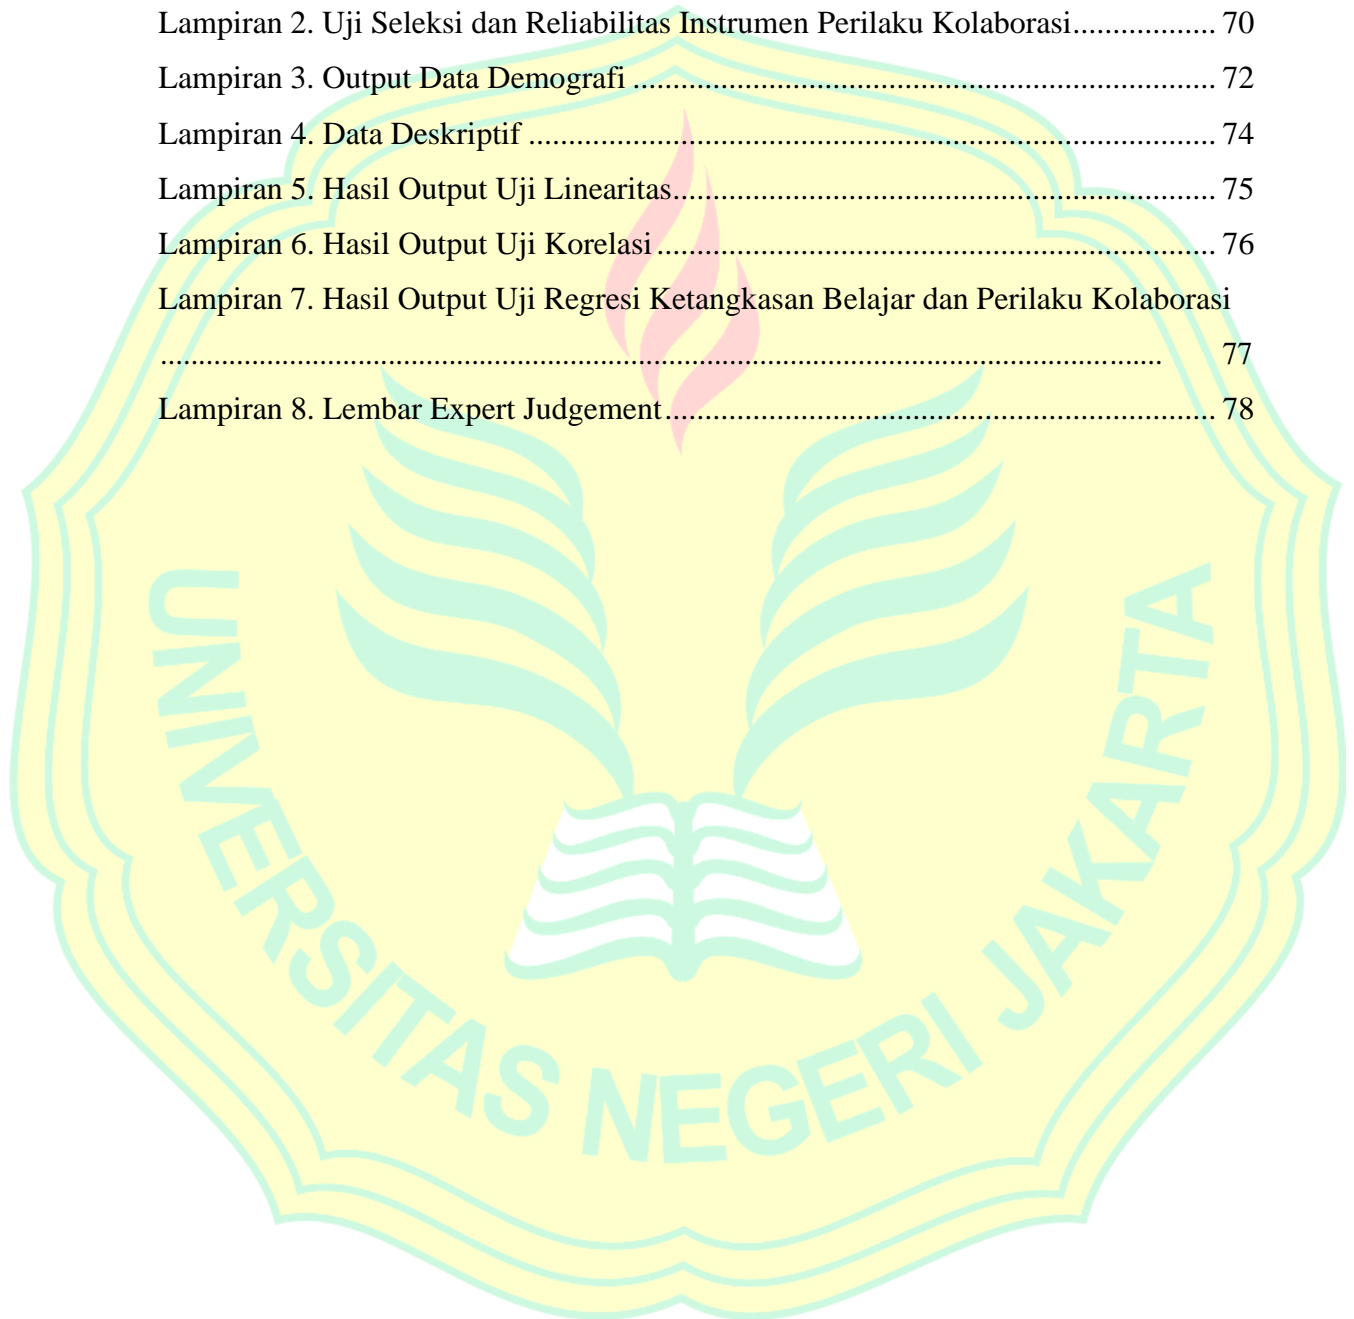 Lampiran 2. Uji Seleksi dan Reliabilitas Instrumen Perilaku Kolaborasi.................. 70
Lampiran 3. Output Data Demografi ........................................................................ 72
Lampiran 4. Data Deskriptif ..................................................................................... 74
Lampiran 5. Hasil Output Uji Linearitas................................................................... 75
Lampiran 6. Hasil Output Uji Korelasi ..................................................................... 76
Lampiran 7. Hasil Output Uji Regresi Ketangkasan Belajar dan Perilaku Kolaborasi
............................................................................................................................ 77
Lampiran 8. Lembar Expert Judgement.................................................................... 78
UNIVERSITAS NEGERI JAKARTA